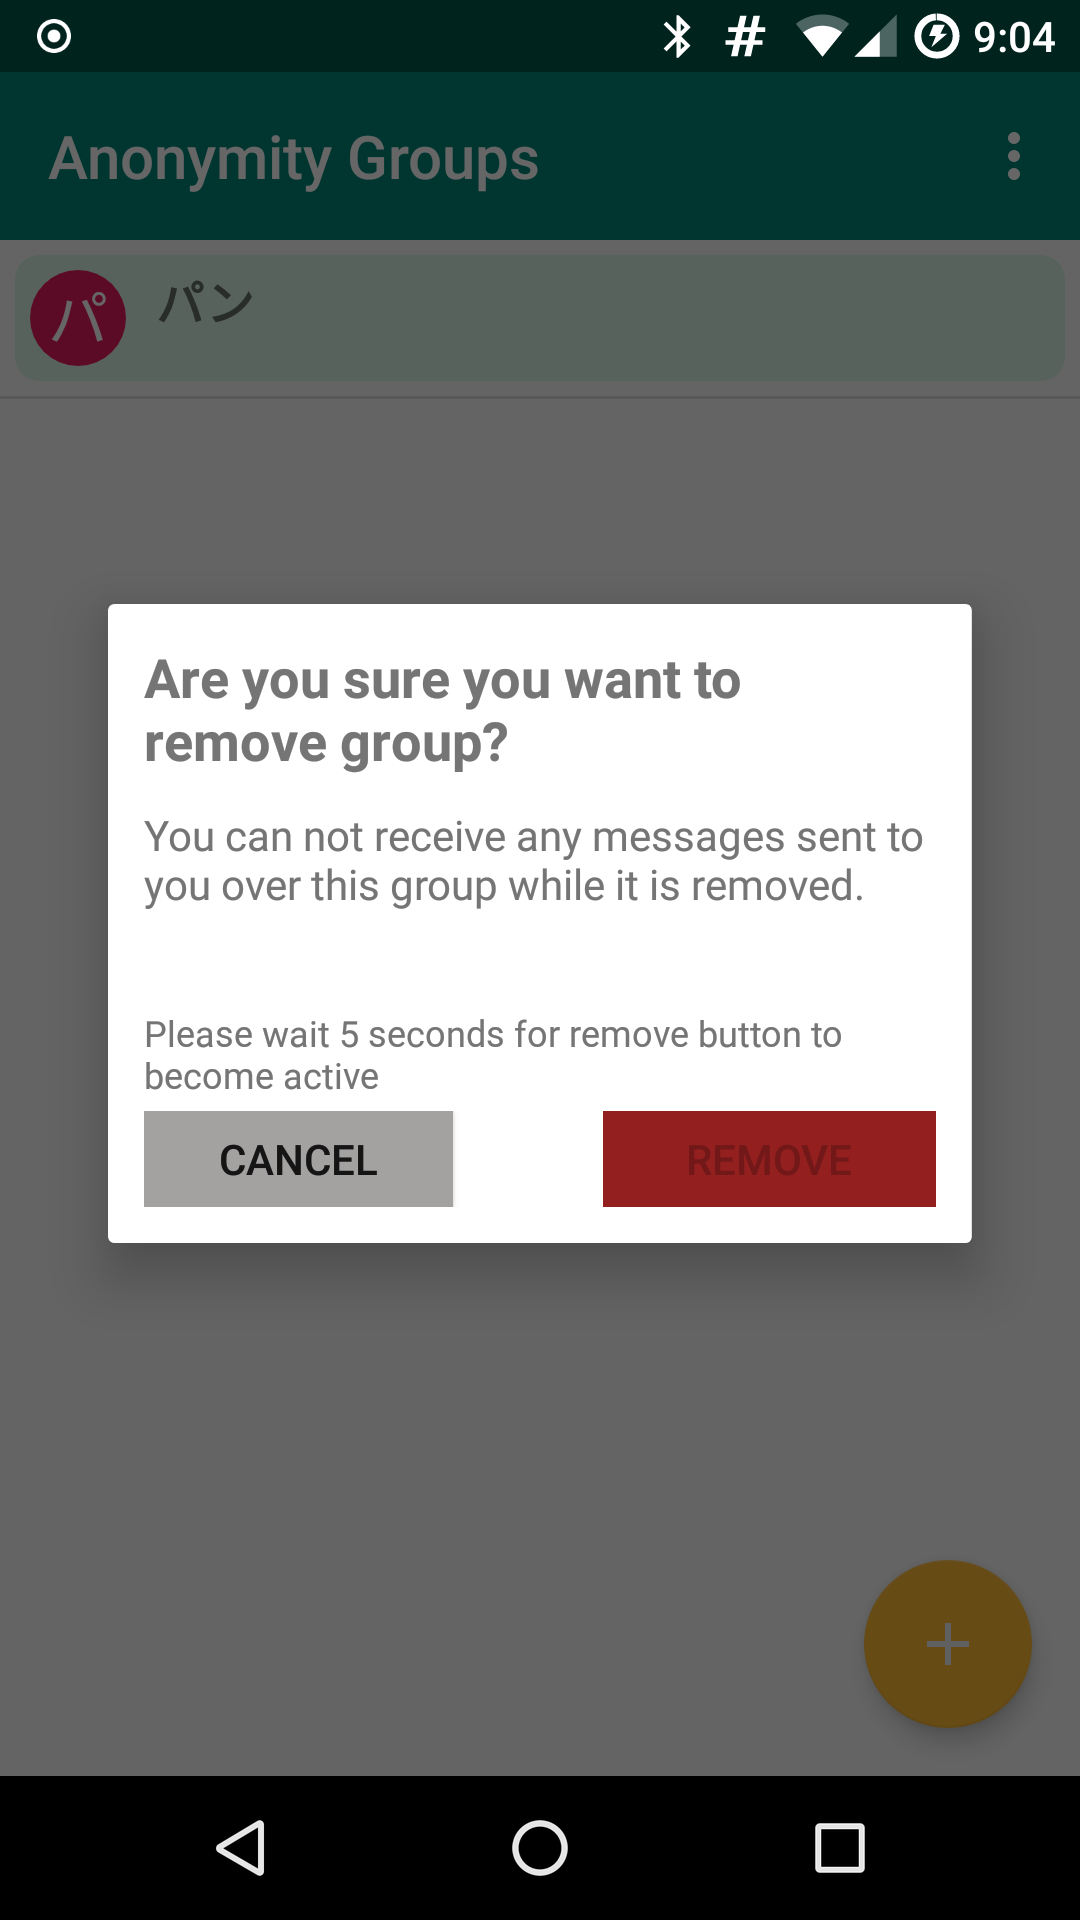 9:04
Anonymity Groups
パ
パン
Are you sure you want to
remove group?
You can not receive any messages sent to
you over this group while it is removed.
Please wait 5 seconds for remove button to
become active
CANCEL
REMOVE